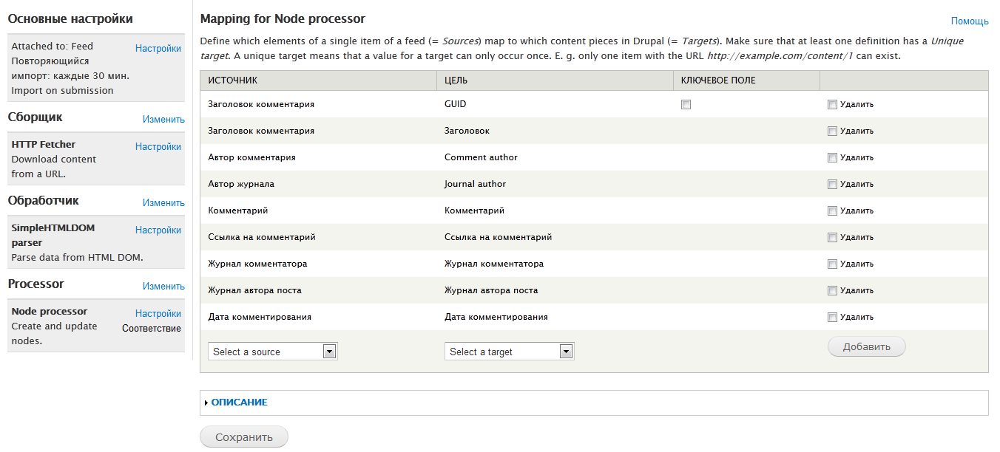 Основные настройки
Attached to: Feed
Настройки
Повторяющийся
импорт: каждые 30 мин.
Import on submission
Сборщик
Изменить
HTTP Fetcher
Настройки
Download content
from a URL.
Обработчик
Изменить
SimpleHTMLDOM
Настройки
parser
Parse data from HTML DOM.
Processor
Изменить
Node processor
Настройки
Create and update
Соответствие
nodes.
Mapping for Node processor
Помощь
Define which elements of a single item of a feed (= Sources) map to which content pieces in Drupal (= Targets). Make sure that at least one definition has a Unique
target. A unique target means that a value for a target can only occur once. E. g. only one item with the URL http://example.com/content/1 can exist.
ИСТОЧНИК ЦЕЛЬ КЛЮЧЕВОЕ ПОЛЕ
Заголовок комментария GUID Удалить
Заголовок комментария Заголовок Удалить
Автор комментария Comment author Удалить
Автор журнала Journal author Удалить
Комментарий Комментарий Удалить
Ссылка на комментарий Ссылка на комментарий Удалить
Журнал комментатора Журнал комментатора Удалить
Журнал автора поста Журнал автора поста Удалить
Дата комментирования Дата комментирования Удалить
Select a source Select a target Добавить
ОПИСАНИЕ
Сохранить